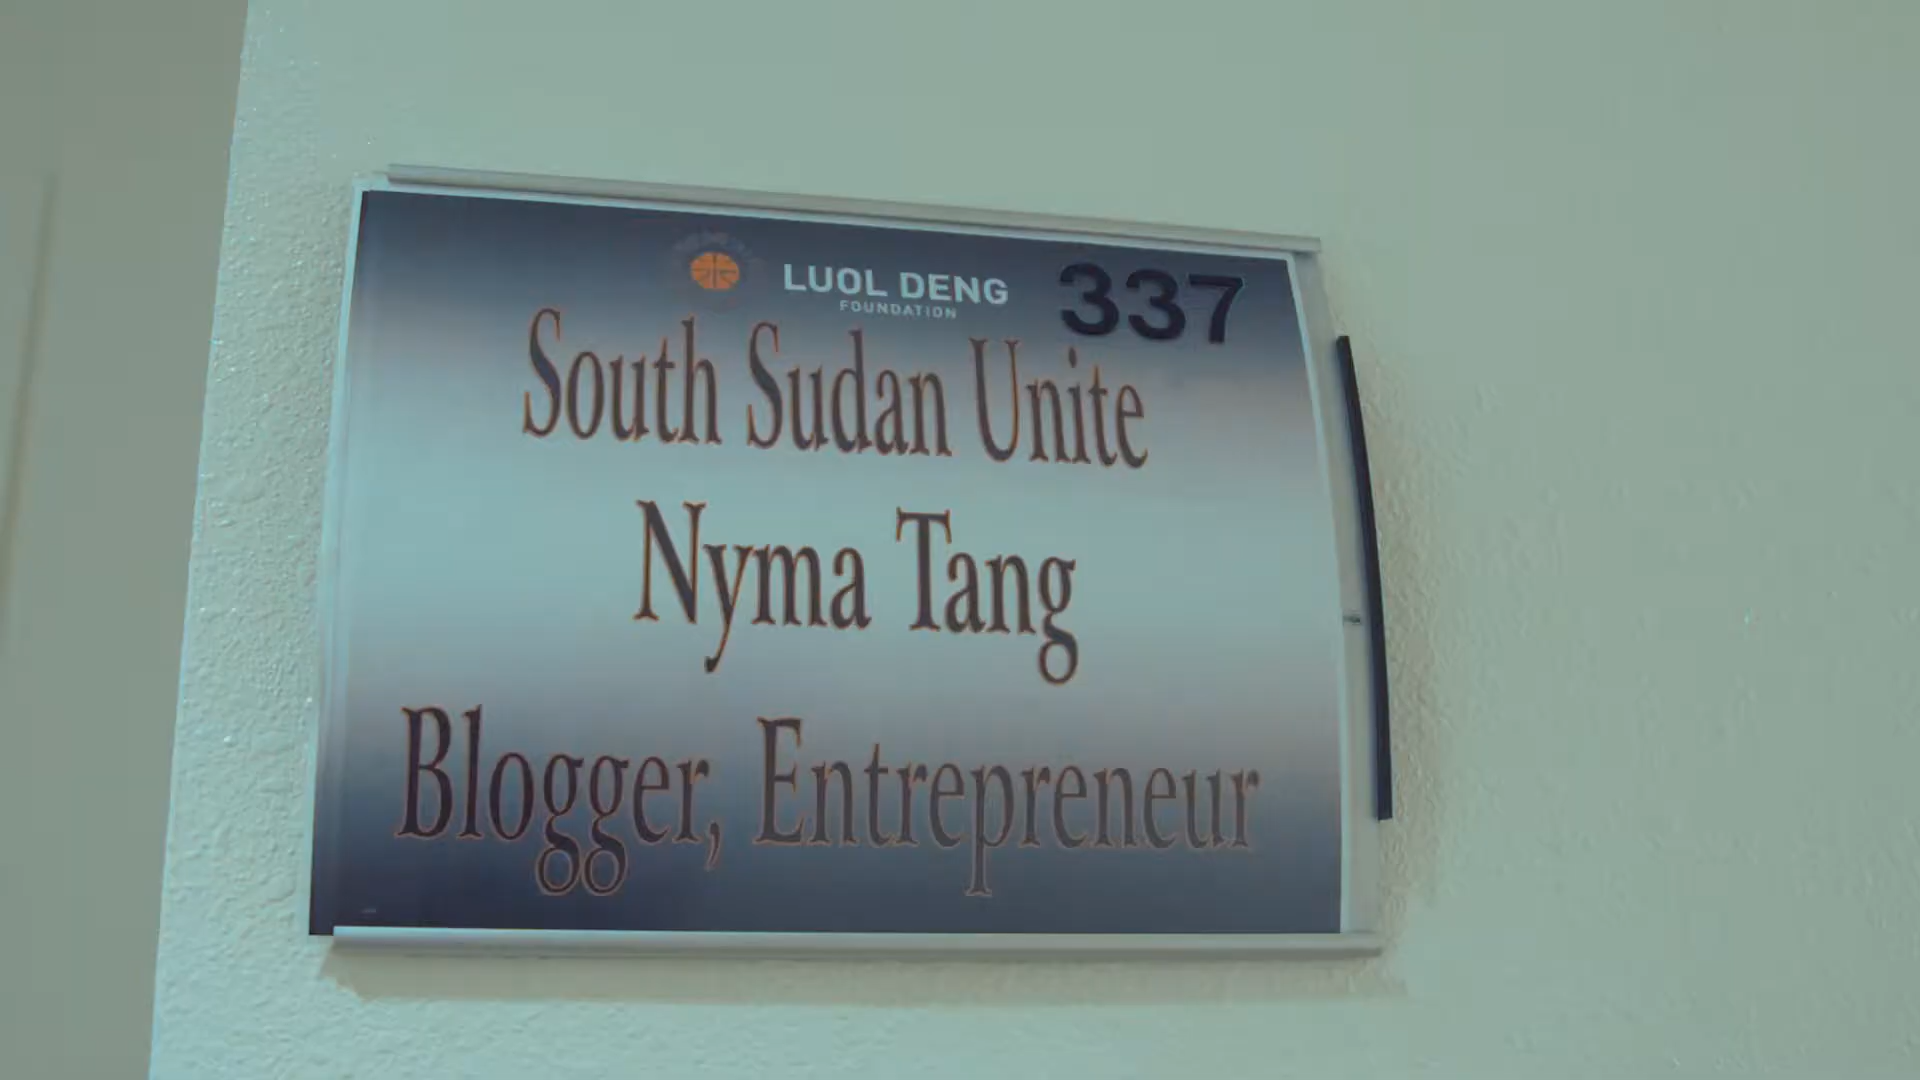 LUOL DENG
FOUNDATION
337
South Sudan Unite
Nyma Tang
Blogger, Entrepreneur